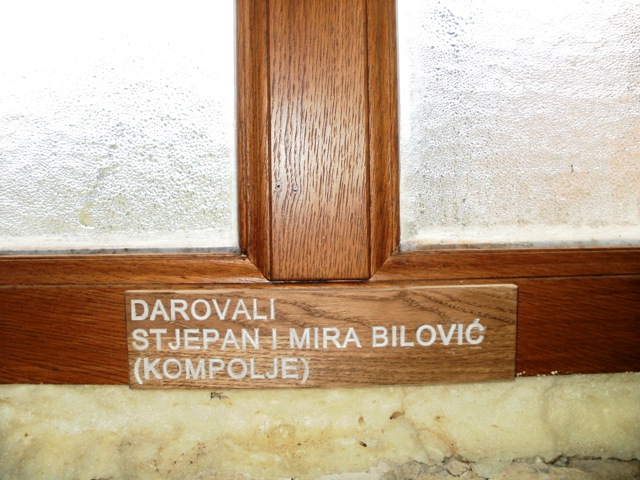 DAROVALI
STJEPAN I MIRA BILOVIĆ
(KOMPOLJE)